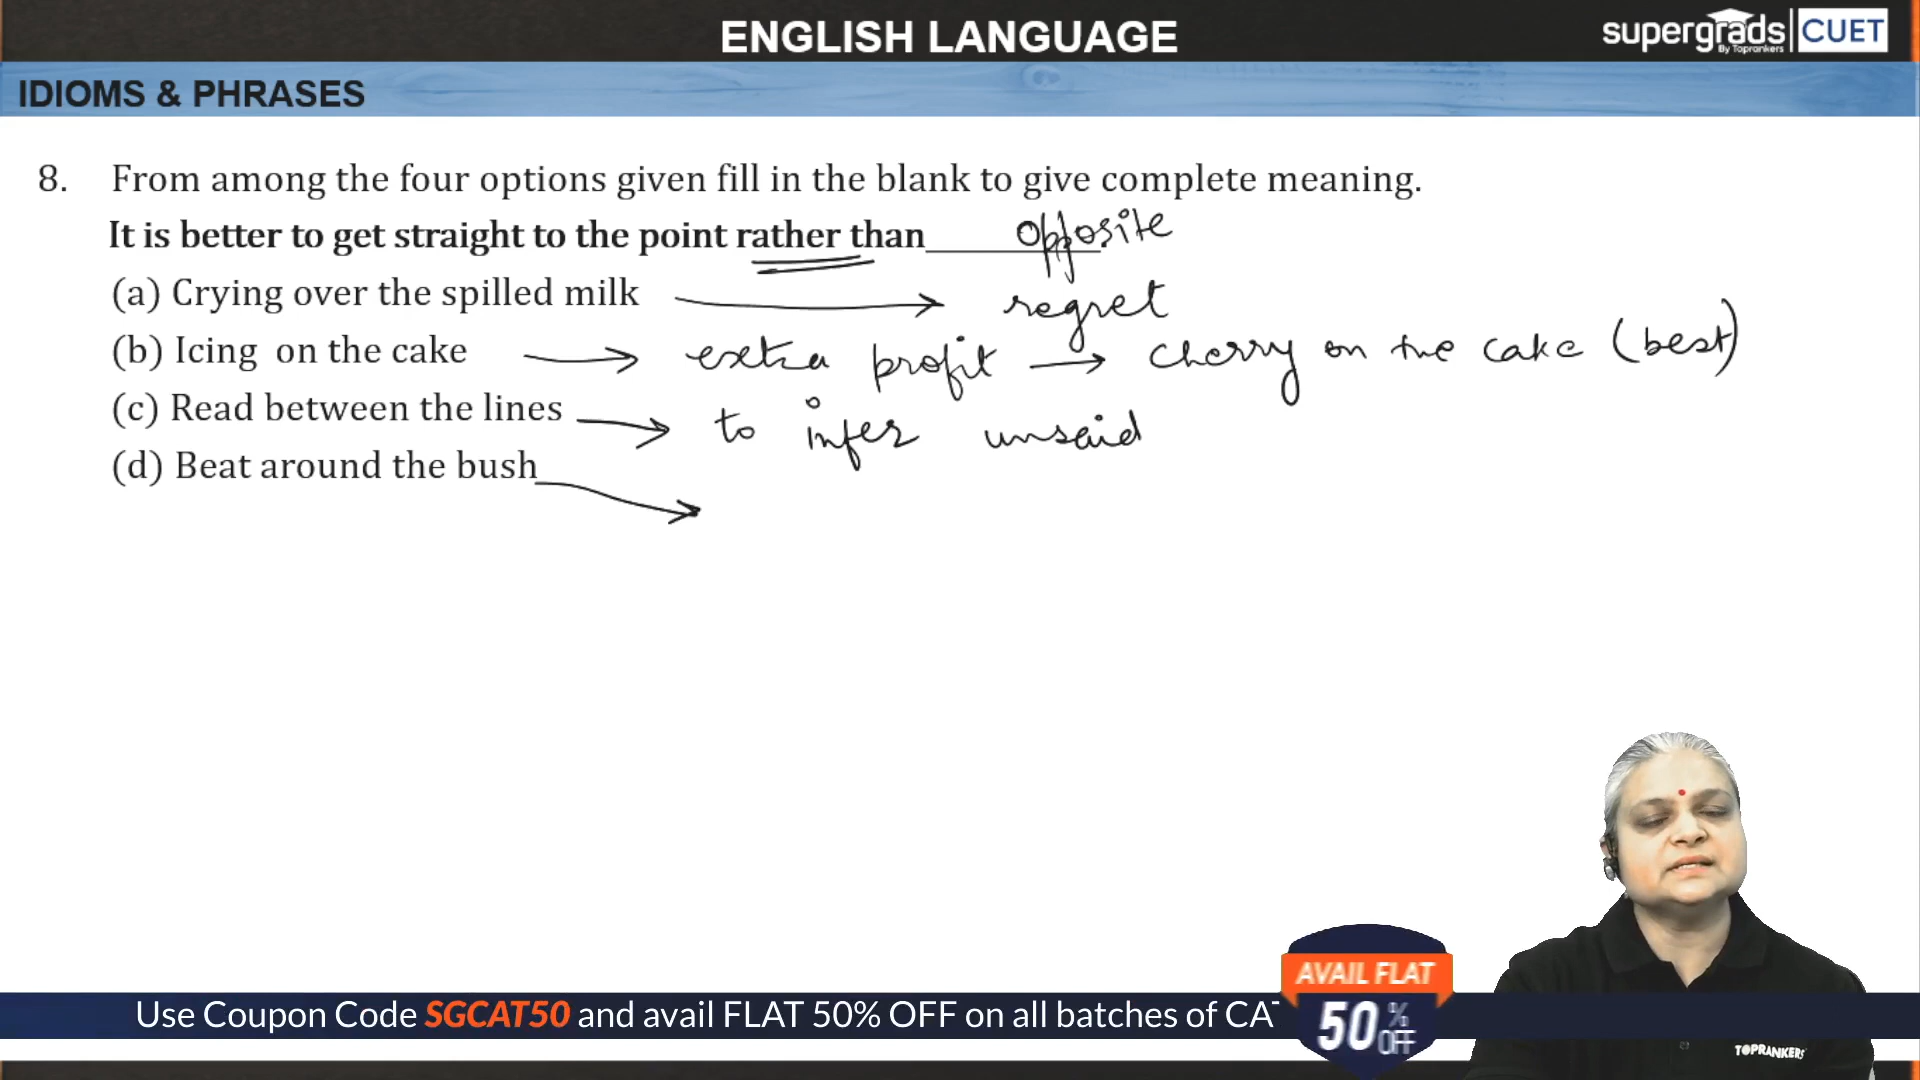 ENGLISH LANGUAGE
supergrads CUET
By Toprankers
IDIOMS & PHRASES
8. From among the four options given fill in the blank to give complete meaning.
It is better to get straight to the point rather than________. opposite
(a) Crying over the spilled milk → regret
(b) Icing on the cake → extra profit → cherry on the cake (best)
(c) Read between the lines → to infer unsaid
(d) Beat around the bush →
AVAIL FLAT
Use Coupon Code SGCAT50 and avail FLAT 50% OFF on all batches of CAT
50% OFF
TOPRANKERS